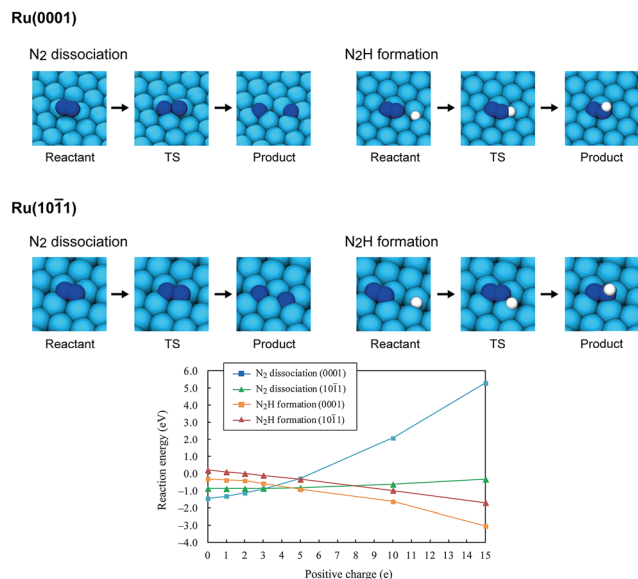 Ru(0001)
N2 dissociation
N2H formation
Reactant TS Product Reactant TS Product
Ru(101̄1)
N2 dissociation
N2H formation
Reactant TS Product Reactant TS Product
N2 dissociation (0001)
N2 dissociation (101̄1)
N2H formation (0001)
N2H formation (101̄1)
Reaction energy (eV)
6.0
5.0
4.0
3.0
2.0
1.0
0.0
–1.0
–2.0
–3.0
–4.0
0 1 2 3 4 5 6 7 8 9 10 11 12 13 14 15
Positive charge (e)